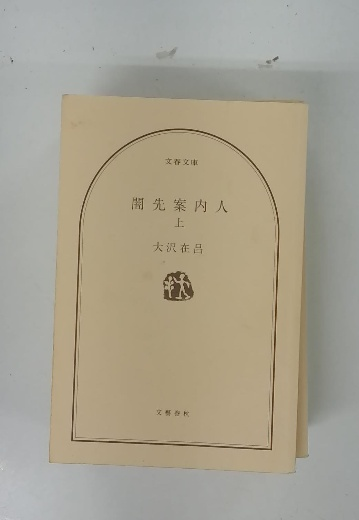 文春文庫
闇先案内人
上
大沢在昌
文藝春秋